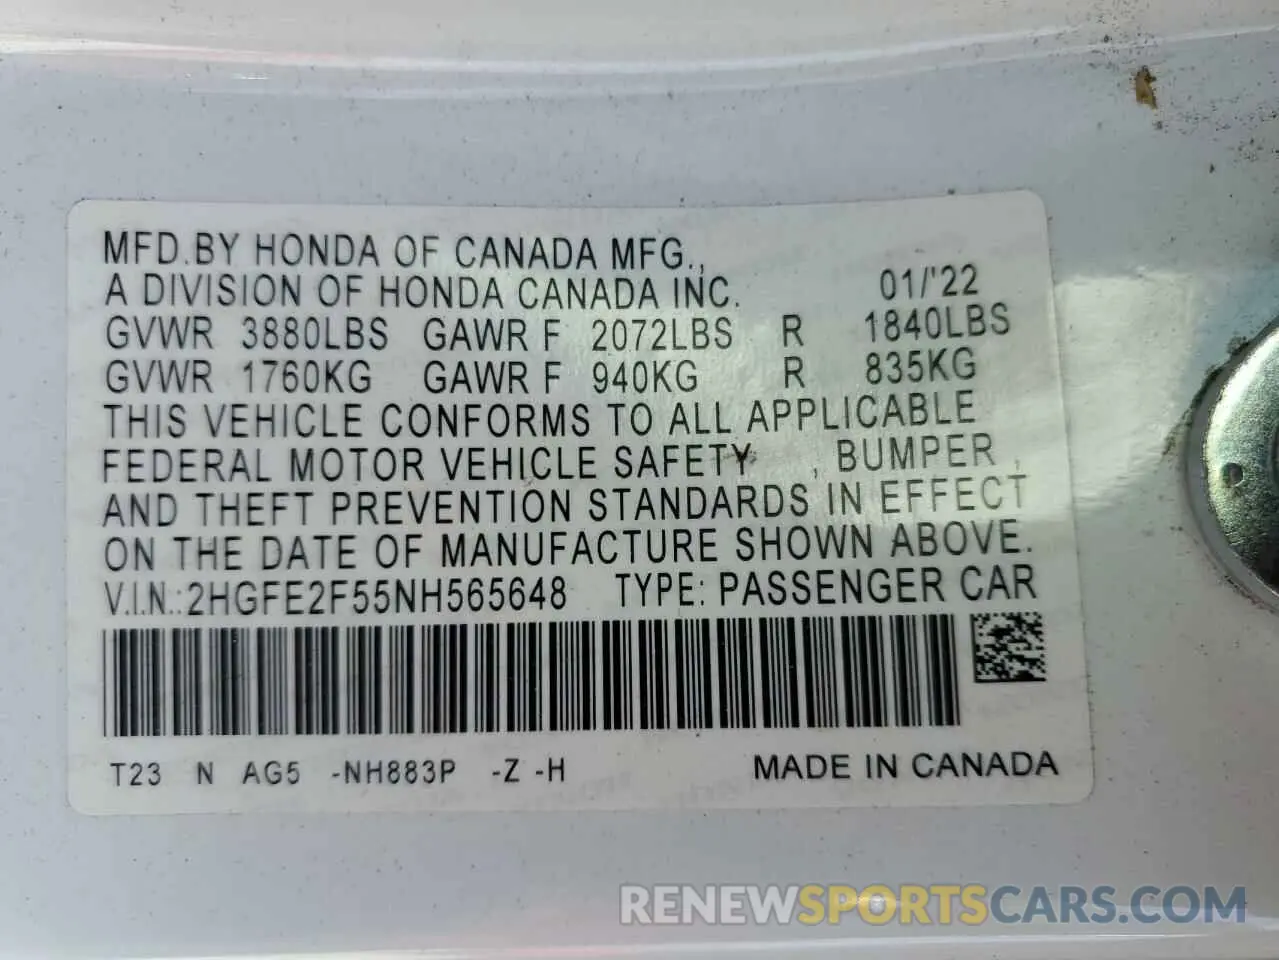 MFD.BY HONDA OF CANADA MFG.,
A DIVISION OF HONDA CANADA INC. 01/'22
GVWR 3880LBS GAWR F 2072LBS R 1840LBS
GVWR 1760KG GAWR F 940KG R 835KG
THIS VEHICLE CONFORMS TO ALL APPLICABLE
FEDERAL MOTOR VEHICLE SAFETY , BUMPER ,
AND THEFT PREVENTION STANDARDS IN EFFECT
ON THE DATE OF MANUFACTURE SHOWN ABOVE.
V.I.N.:2HGFE2F55NH565648 TYPE: PASSENGER CAR
T23 N AG5 -NH883P -Z -H MADE IN CANADA
RENEWSPORTSCARS.COM